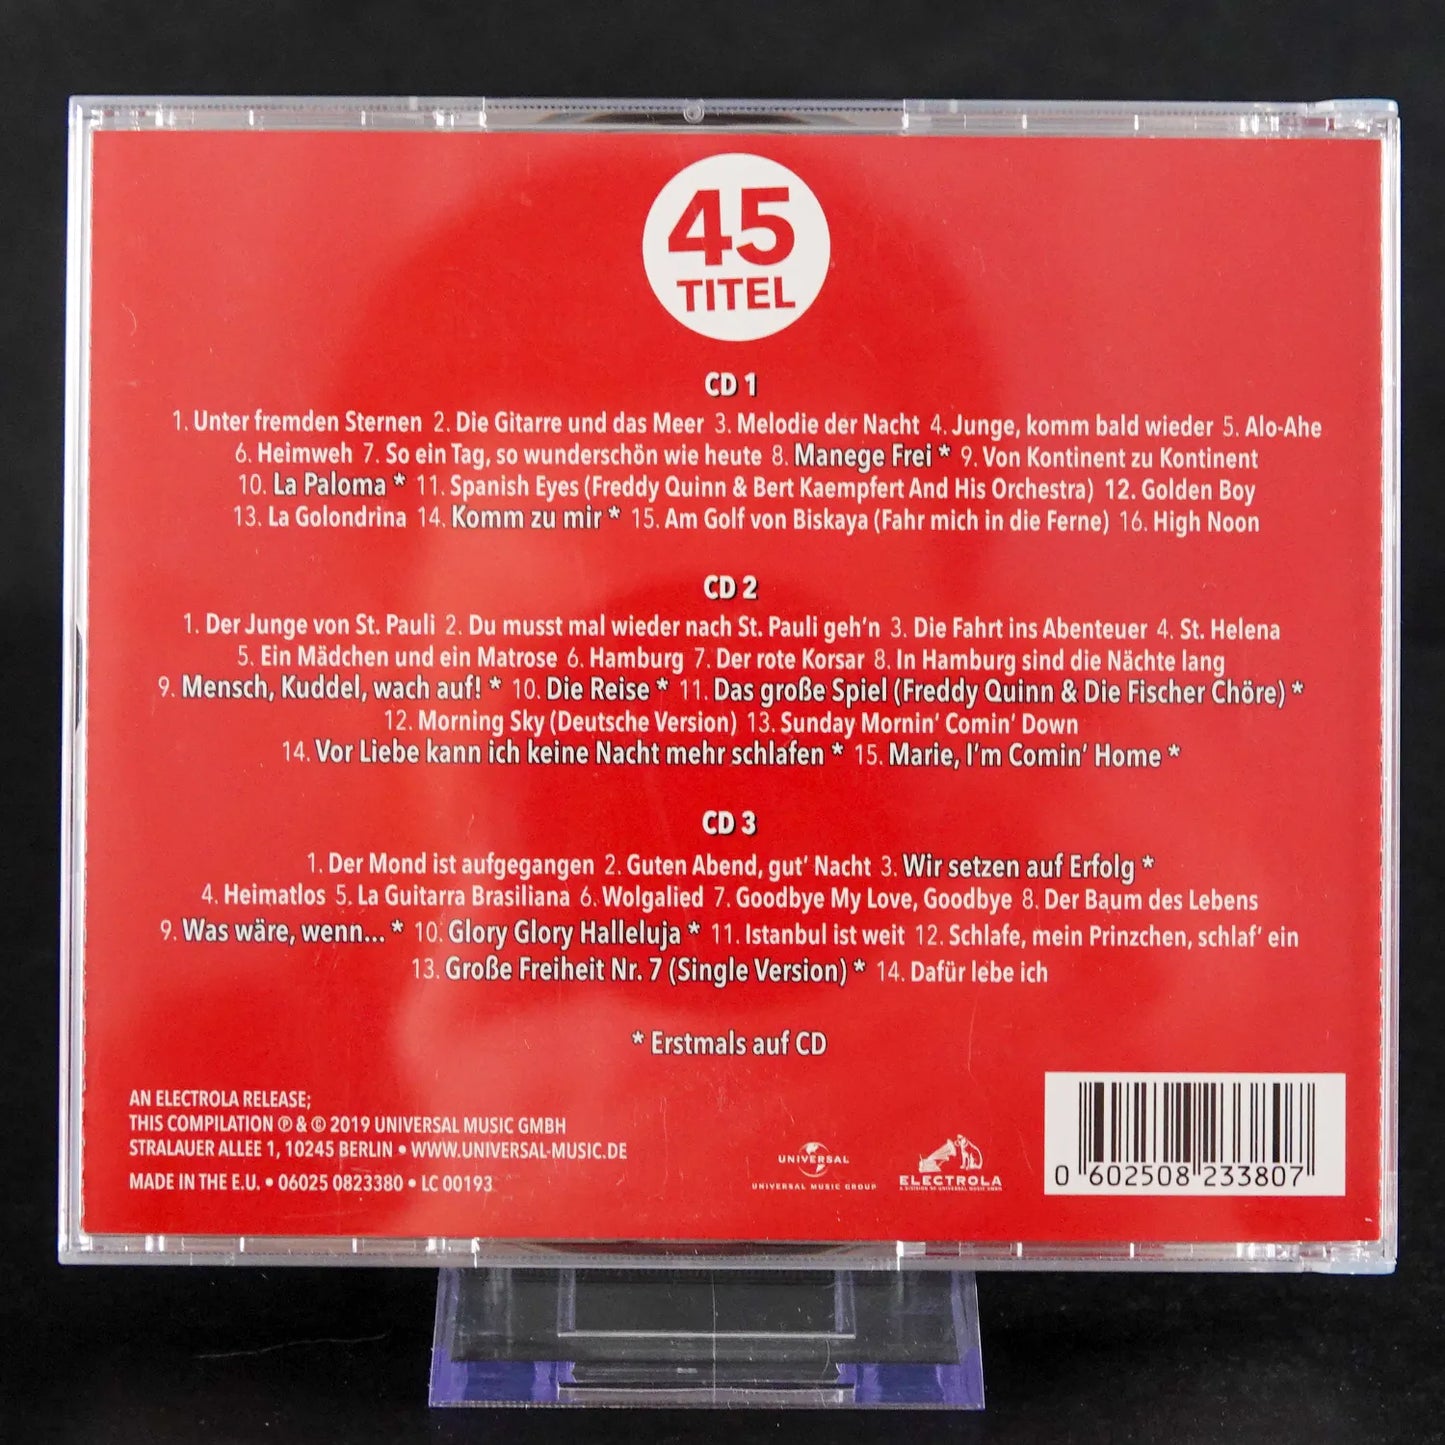 45
TITEL
CD 1
1. Unter fremden Sternen 2. Die Gitarre und das Meer 3. Melodie der Nacht 4. Junge, komm bald wieder 5. Alo-Ahe
6. Heimweh 7. So ein Tag, so wunderschön wie heute 8. Manege Frei * 9. Von Kontinent zu Kontinent
10. La Paloma * 11. Spanish Eyes (Freddy Quinn & Bert Kaempfert And His Orchestra) 12. Golden Boy
13. La Golondrina 14. Komm zu mir * 15. Am Golf von Biskaya (Fahr mich in die Ferne) 16. High Noon
CD 2
1. Der Junge von St. Pauli 2. Du musst mal wieder nach St. Pauli geh'n 3. Die Fahrt ins Abenteuer 4. St. Helena
5. Ein Mädchen und ein Matrose 6. Hamburg 7. Der rote Korsar 8. In Hamburg sind die Nächte lang
9. Mensch, Kuddel, wach auf! * 10. Die Reise * 11. Das große Spiel (Freddy Quinn & Die Fischer Chöre) *
12. Morning Sky (Deutsche Version) 13. Sunday Mornin' Comin' Down
14. Vor Liebe kann ich keine Nacht mehr schlafen * 15. Marie, I'm Comin' Home *
CD 3
1. Der Mond ist aufgegangen 2. Guten Abend, gut' Nacht 3. Wir setzen auf Erfolg *
4. Heimatlos 5. La Guitarra Brasiliana 6. Wolgalied 7. Goodbye My Love, Goodbye 8. Der Baum des Lebens
9. Was wäre, wenn... * 10. Glory Glory Halleluja * 11. Istanbul ist weit 12. Schlafe, mein Prinzchen, schlaf' ein
13. Große Freiheit Nr. 7 (Single Version) * 14. Dafür lebe ich
* Erstmals auf CD
AN ELECTROLA RELEASE;
THIS COMPILATION ℗ & © 2019 UNIVERSAL MUSIC GMBH
STRALAUER ALLEE 1, 10245 BERLIN • WWW.UNIVERSAL-MUSIC.DE
MADE IN THE E.U. • 06025 0823380 • LC 00193
UNIVERSAL
UNIVERSAL MUSIC GROUP
ELECTROLA
A DIVISION OF UNIVERSAL MUSIC GMBH
0 602508 233807